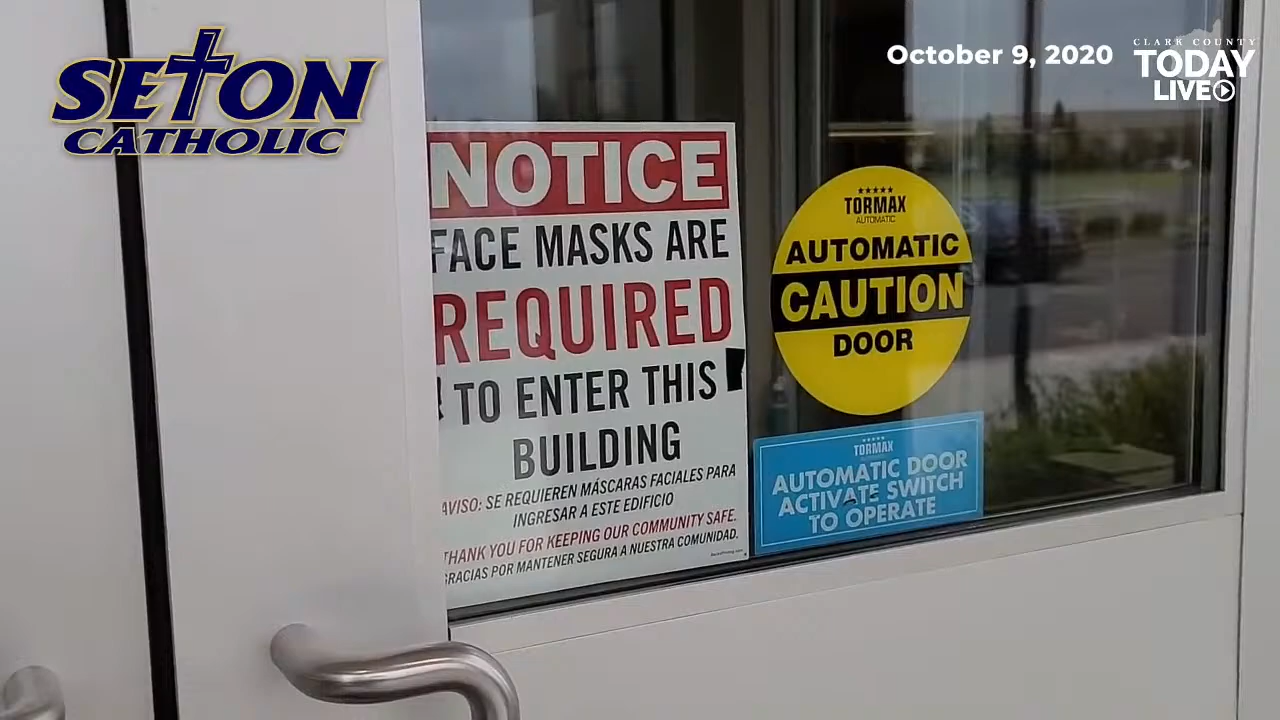 SETON
CATHOLIC
October 9, 2020
CLARK COUNTY
TODAY
LIVE
NOTICE
FACE MASKS ARE
REQUIRED
TO ENTER THIS
BUILDING
AVISO: SE REQUIEREN MÁSCARAS FACIALES PARA
INGRESAR A ESTE EDIFICIO
THANK YOU FOR KEEPING OUR COMMUNITY SAFE.
GRACIAS POR MANTENER SEGURA A NUESTRA COMUNIDAD.
TORMAX
AUTOMATIC
AUTOMATIC
CAUTION
DOOR
TORMAX
AUTOMATIC DOOR
ACTIVATE SWITCH
TO OPERATE